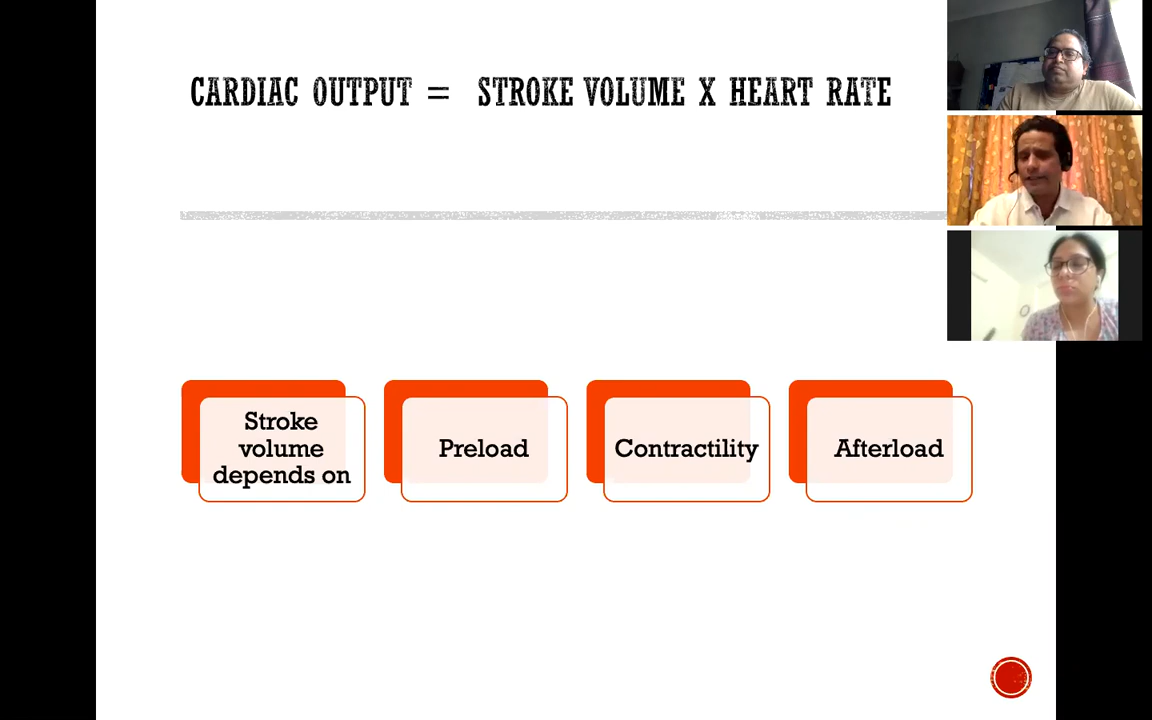 CARDIAC OUTPUT = STROKE VOLUME X HEART RATE
Stroke
volume
depends on
Preload
Contractility
Afterload